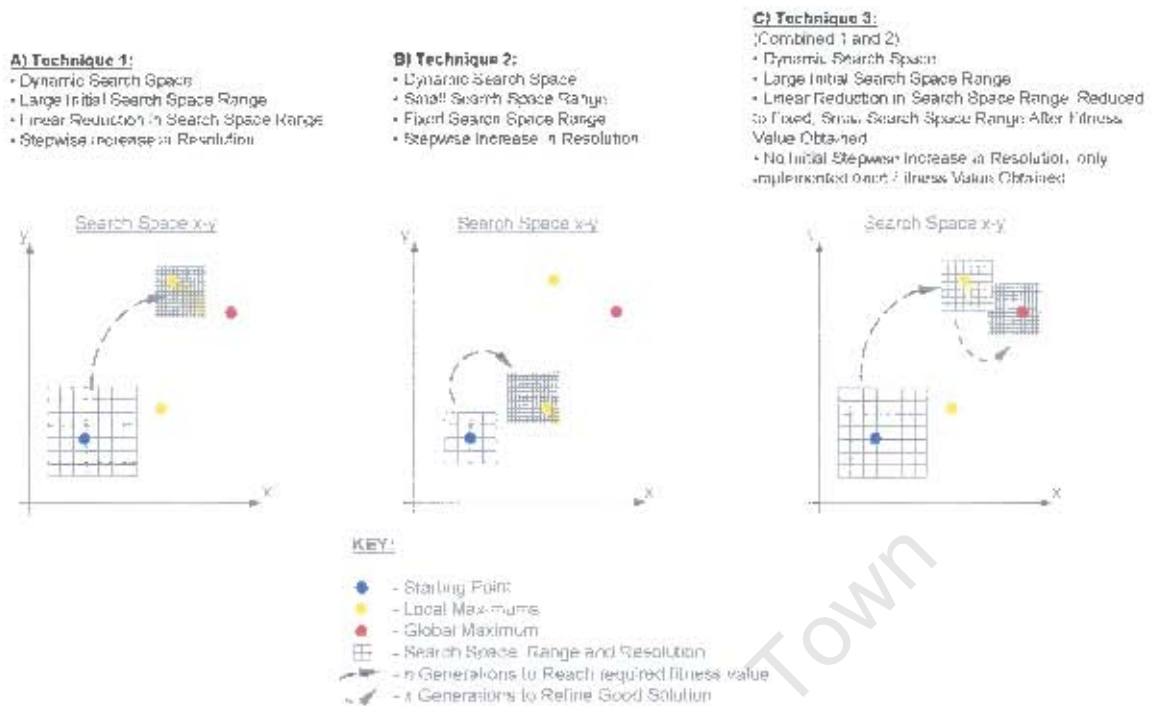 A) Technique 1:
• Dynamic Search Space
• Large Initial Search Space Range
• Linear Reduction in Search Space Range
• Stepwise Increase in Resolution
B) Technique 2:
• Dynamic Search Space
• Small Search Space Range
• Fixed Search Space Range
• Stepwise Increase in Resolution
C) Technique 3:
(Combined 1 and 2)
• Dynamic Search Space
• Large Initial Search Space Range
• Linear Reduction in Search Space Range, Reduced
to Fixed, Small Search Space Range After Fitness
Value Obtained
• No Initial Stepwise Increase in Resolution, only
implemented once Fitness Value Obtained
Search Space x-y
y
x
Search Space x-y
y
x
Search Space x-y
y
x
KEY:
- Starting Point
- Local Maximums
- Global Maximum
- Search Space, Range and Resolution
- n Generations to Reach required fitness value
- Generations to Refine Good Solution
Town